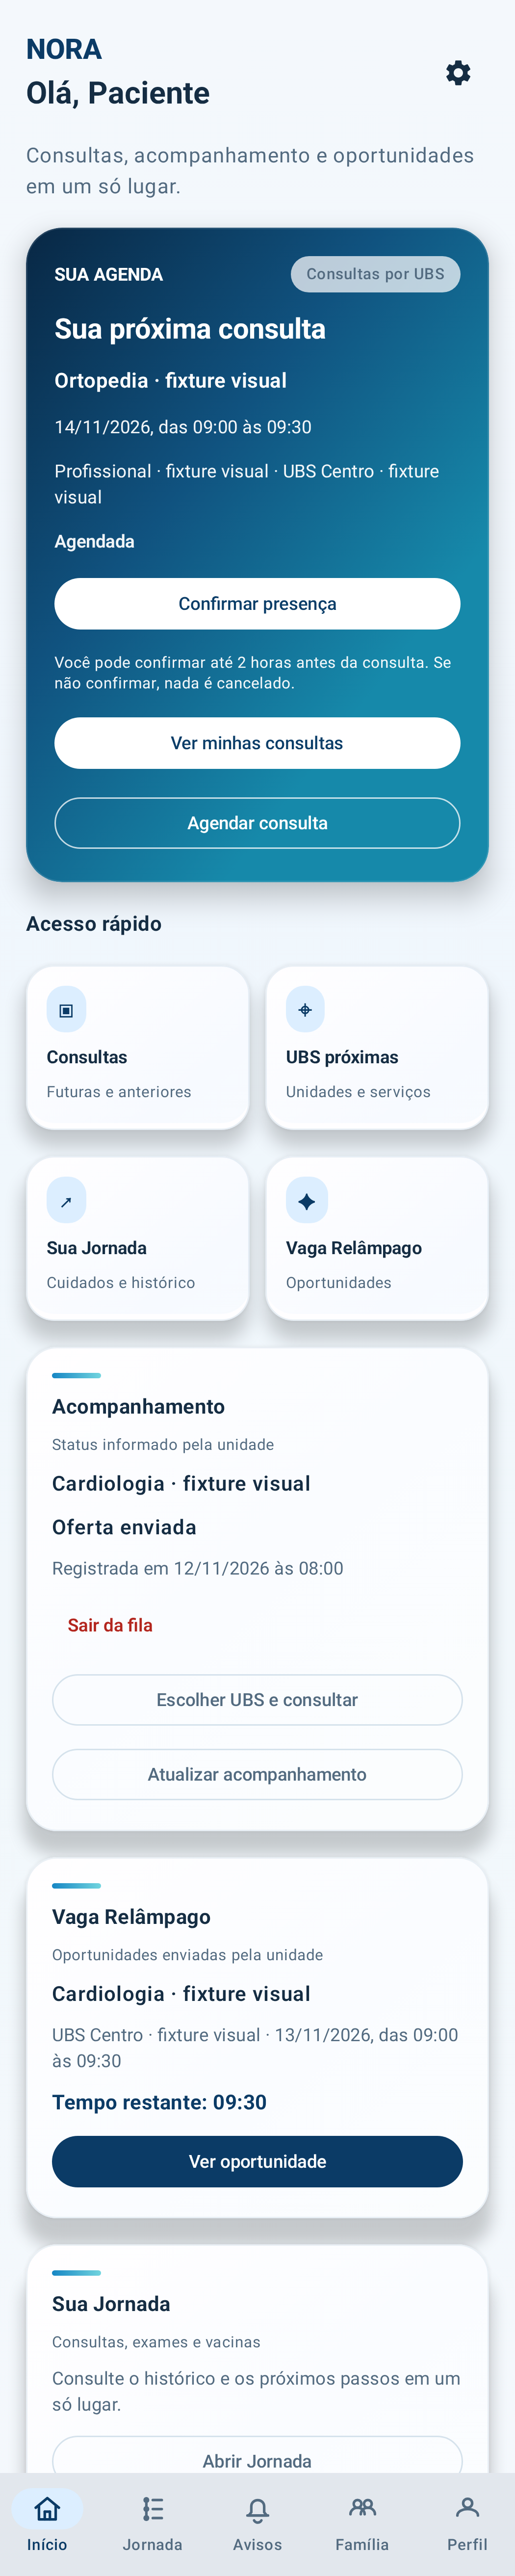 NORA
Olá, Paciente
Consultas, acompanhamento e oportunidades
em um só lugar.
SUA AGENDA
Consultas por UBS
Sua próxima consulta
Ortopedia · fixture visual
14/11/2026, das 09:00 às 09:30
Profissional · fixture visual · UBS Centro · fixture
visual
Agendada
Confirmar presença
Você pode confirmar até 2 horas antes da consulta. Se
não confirmar, nada é cancelado.
Ver minhas consultas
Agendar consulta
Acesso rápido
Consultas
Futuras e anteriores
UBS próximas
Unidades e serviços
Sua Jornada
Cuidados e histórico
Vaga Relâmpago
Oportunidades
Acompanhamento
Status informado pela unidade
Cardiologia · fixture visual
Oferta enviada
Registrada em 12/11/2026 às 08:00
Sair da fila
Escolher UBS e consultar
Atualizar acompanhamento
Vaga Relâmpago
Oportunidades enviadas pela unidade
Cardiologia · fixture visual
UBS Centro · fixture visual · 13/11/2026, das 09:00
às 09:30
Tempo restante: 09:30
Ver oportunidade
Sua Jornada
Consultas, exames e vacinas
Consulte o histórico e os próximos passos em um
só lugar.
Abrir Jornada
Início
Jornada
Avisos
Família
Perfil